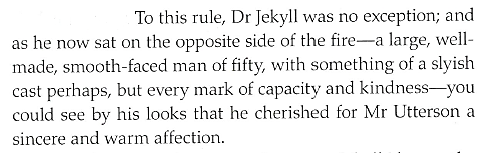 To this rule, Dr Jekyll was no exception; and
as he now sat on the opposite side of the fire—a large, well-
made, smooth-faced man of fifty, with something of a slyish
cast perhaps, but every mark of capacity and kindness—you
could see by his looks that he cherished for Mr Utterson a
sincere and warm affection.